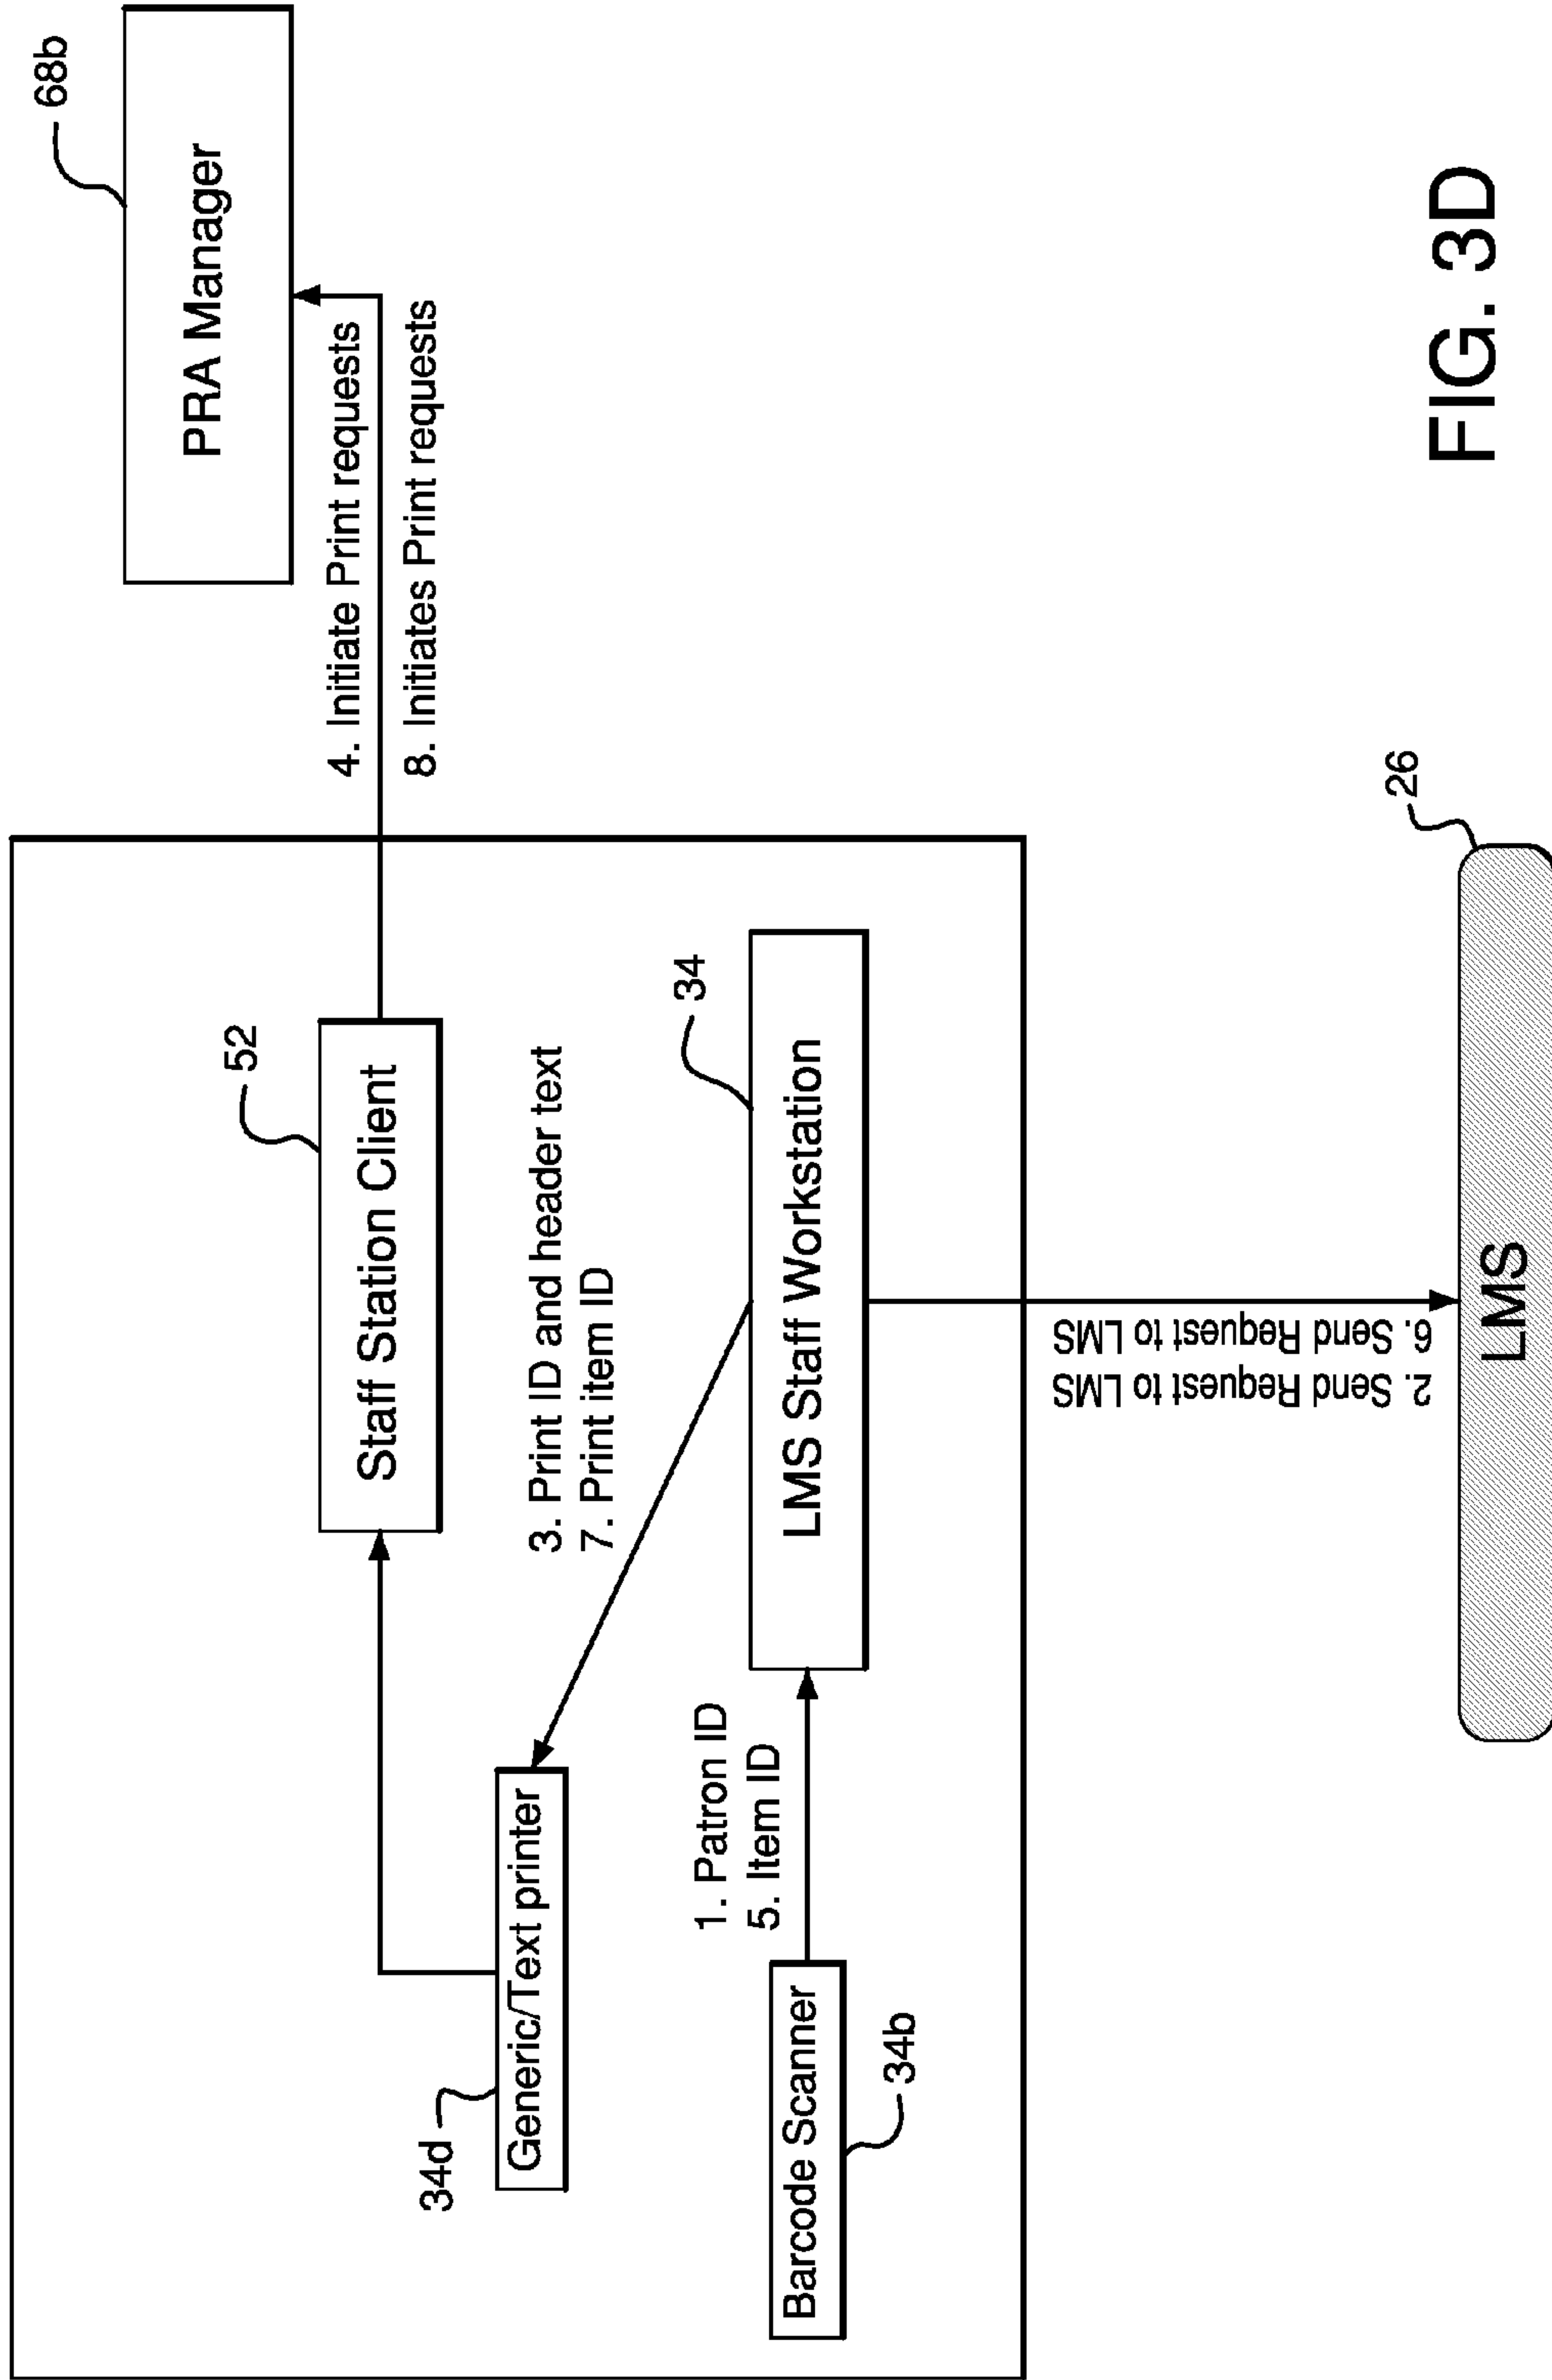 68b
PRA Manager
4. Initiate Print requests
8. Initiates Print requests
52
Staff Station Client
3. Print ID and header text
7. Print item ID
34d
Generic/Text printer
34
LMS Staff Workstation
1. Patron ID
5. Item ID
Barcode Scanner
34b
2. Send Request to LMS
6. Send Request to LMS
26
LMS
FIG. 3D